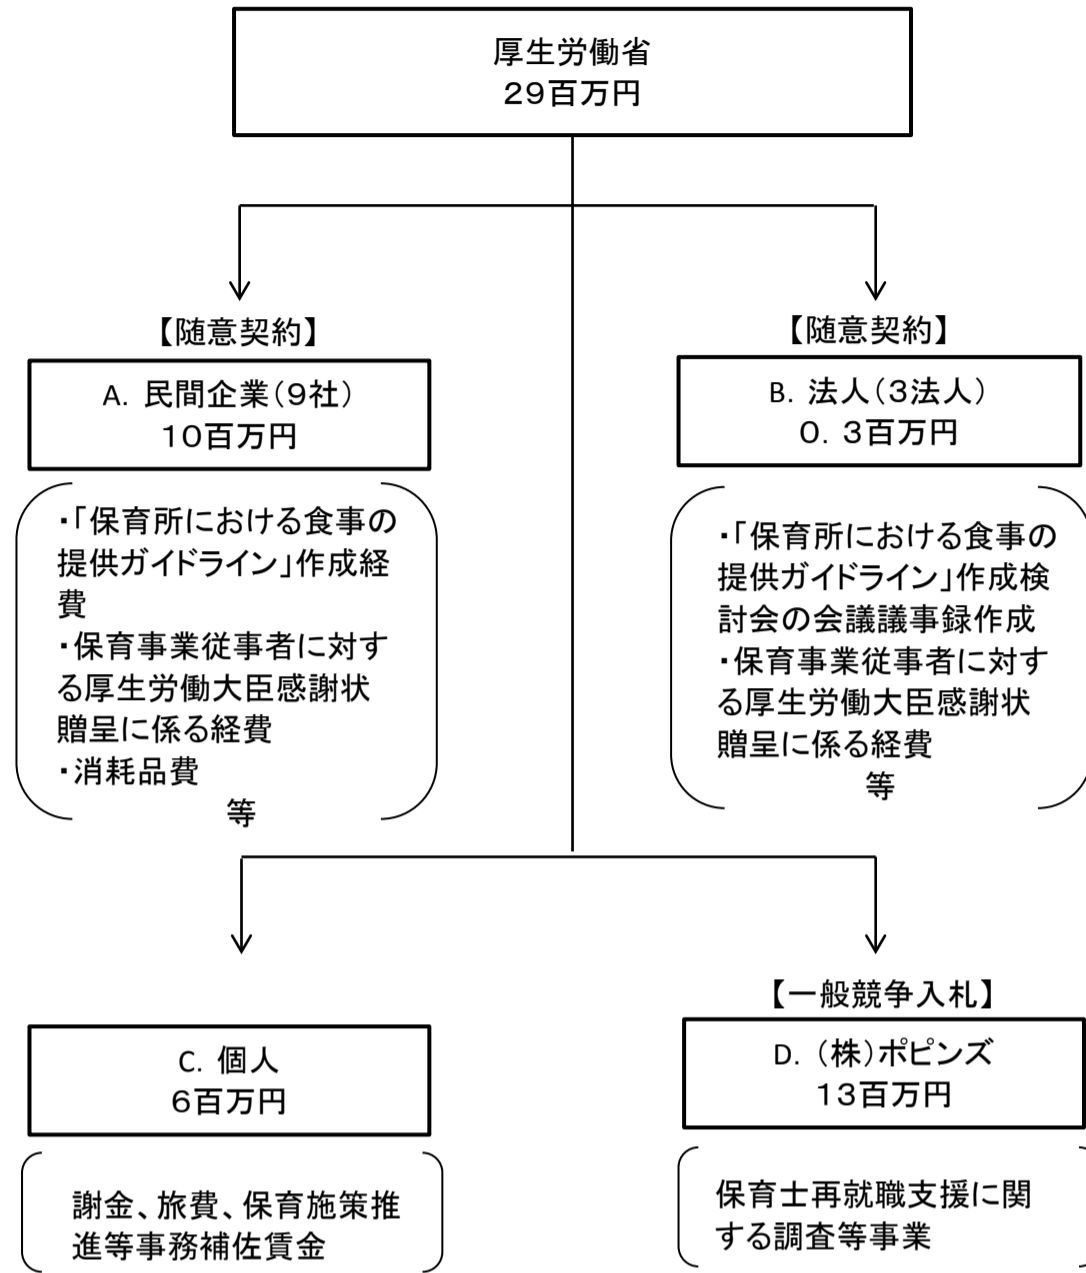 厚生労働省
29百万円
【随意契約】
A. 民間企業(9社)
10百万円
・「保育所における食事の
提供ガイドライン」作成経
費
・保育事業従事者に対す
る厚生労働大臣感謝状
贈呈に係る経費
・消耗品費
等
【随意契約】
B. 法人(3法人)
0. 3百万円
・「保育所における食事の
提供ガイドライン」作成検
討会の会議議事録作成
・保育事業従事者に対す
る厚生労働大臣感謝状
贈呈に係る経費
等
C. 個人
6百万円
謝金、旅費、保育施策推
進等事務補佐賃金
【一般競争入札】
D. (株)ポピンズ
13百万円
保育士再就職支援に関
する調査等事業